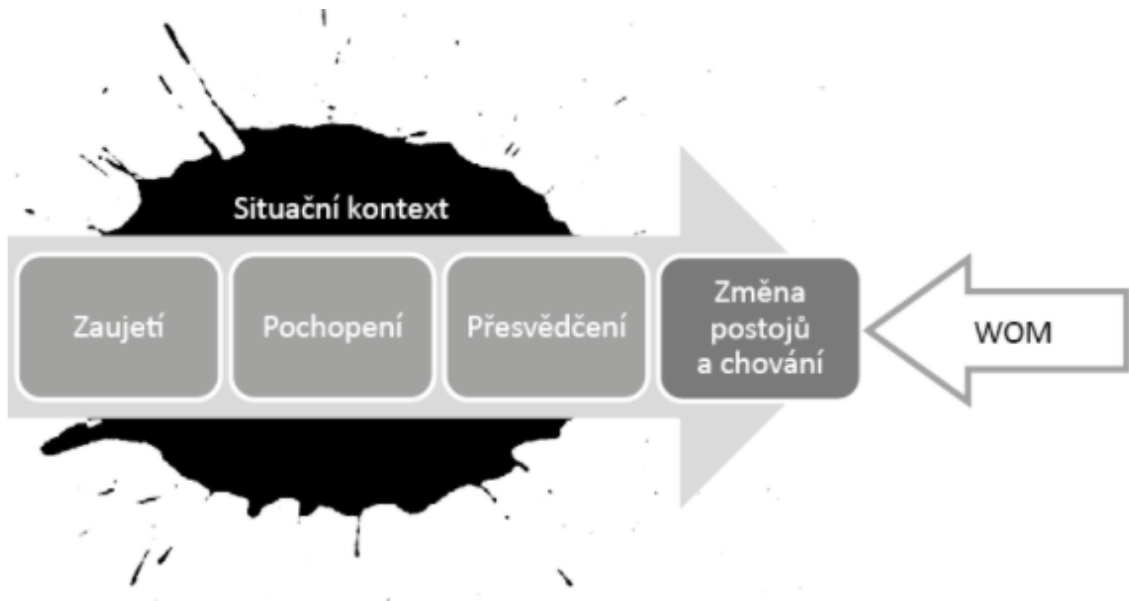 Situační kontext
Zaujetí
Pochopení
Přesvědčení
Změna
postojů
a chování
WOM